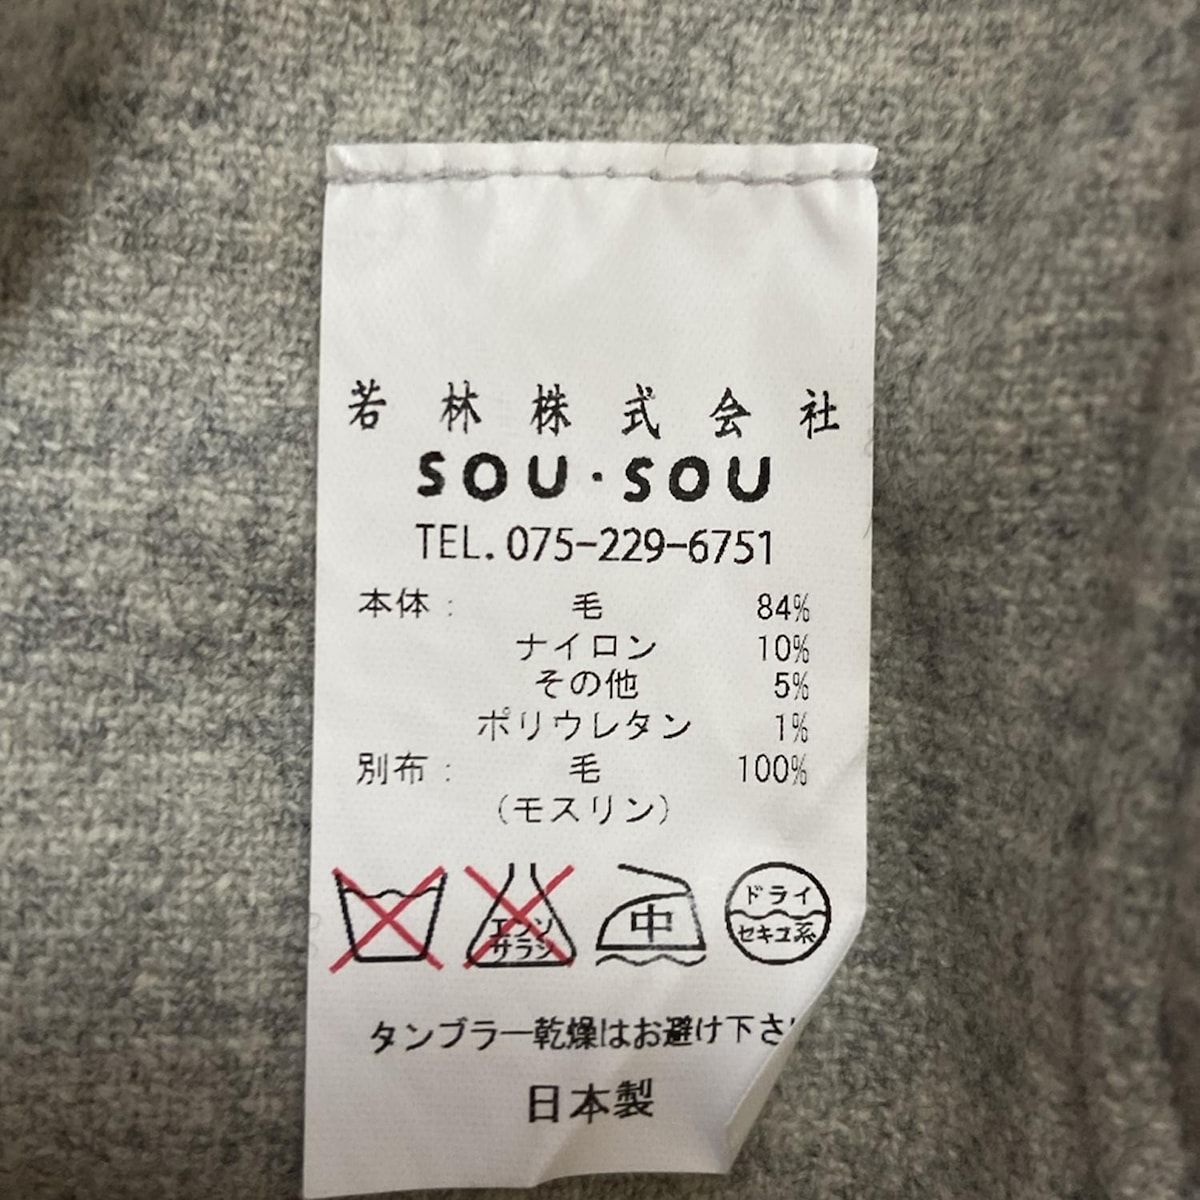 若林株式会社
SOU・SOU
TEL. 075-229-6751
本体： 毛 84%
ナイロン 10%
その他 5%
ポリウレタン 1%
別布： 毛 100%
(モスリン)
エンソサラシ 中 ドライセキユ系
タンブラー乾燥はお避け下さ
日本製